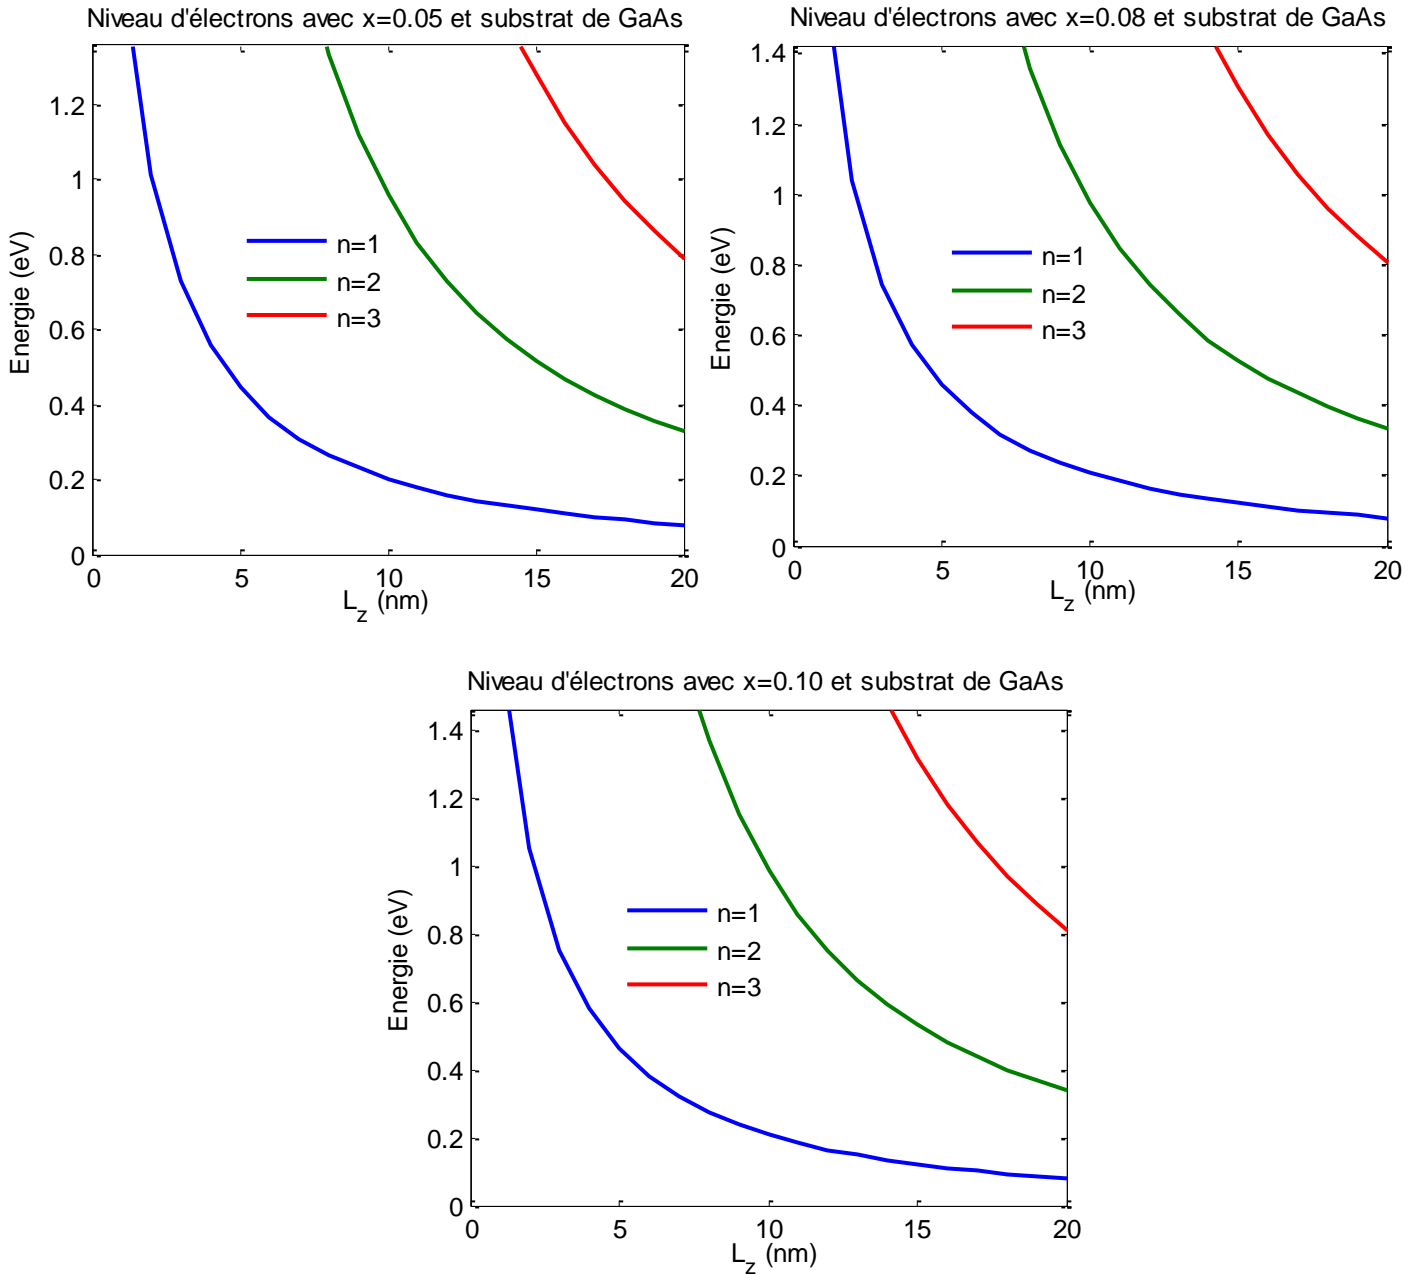 Niveau d'électrons avec x=0.05 et substrat de GaAs
Energie (eV)
1.2
1
0.8
0.6
0.4
0.2
0
n=1
n=2
n=3
0 5 10 15 20
L_z (nm)
Niveau d'électrons avec x=0.08 et substrat de GaAs
Energie (eV)
1.4
1.2
1
0.8
0.6
0.4
0.2
0
n=1
n=2
n=3
0 5 10 15 20
L_z (nm)
Niveau d'électrons avec x=0.10 et substrat de GaAs
Energie (eV)
1.4
1.2
1
0.8
0.6
0.4
0.2
0
n=1
n=2
n=3
0 5 10 15 20
L_z (nm)